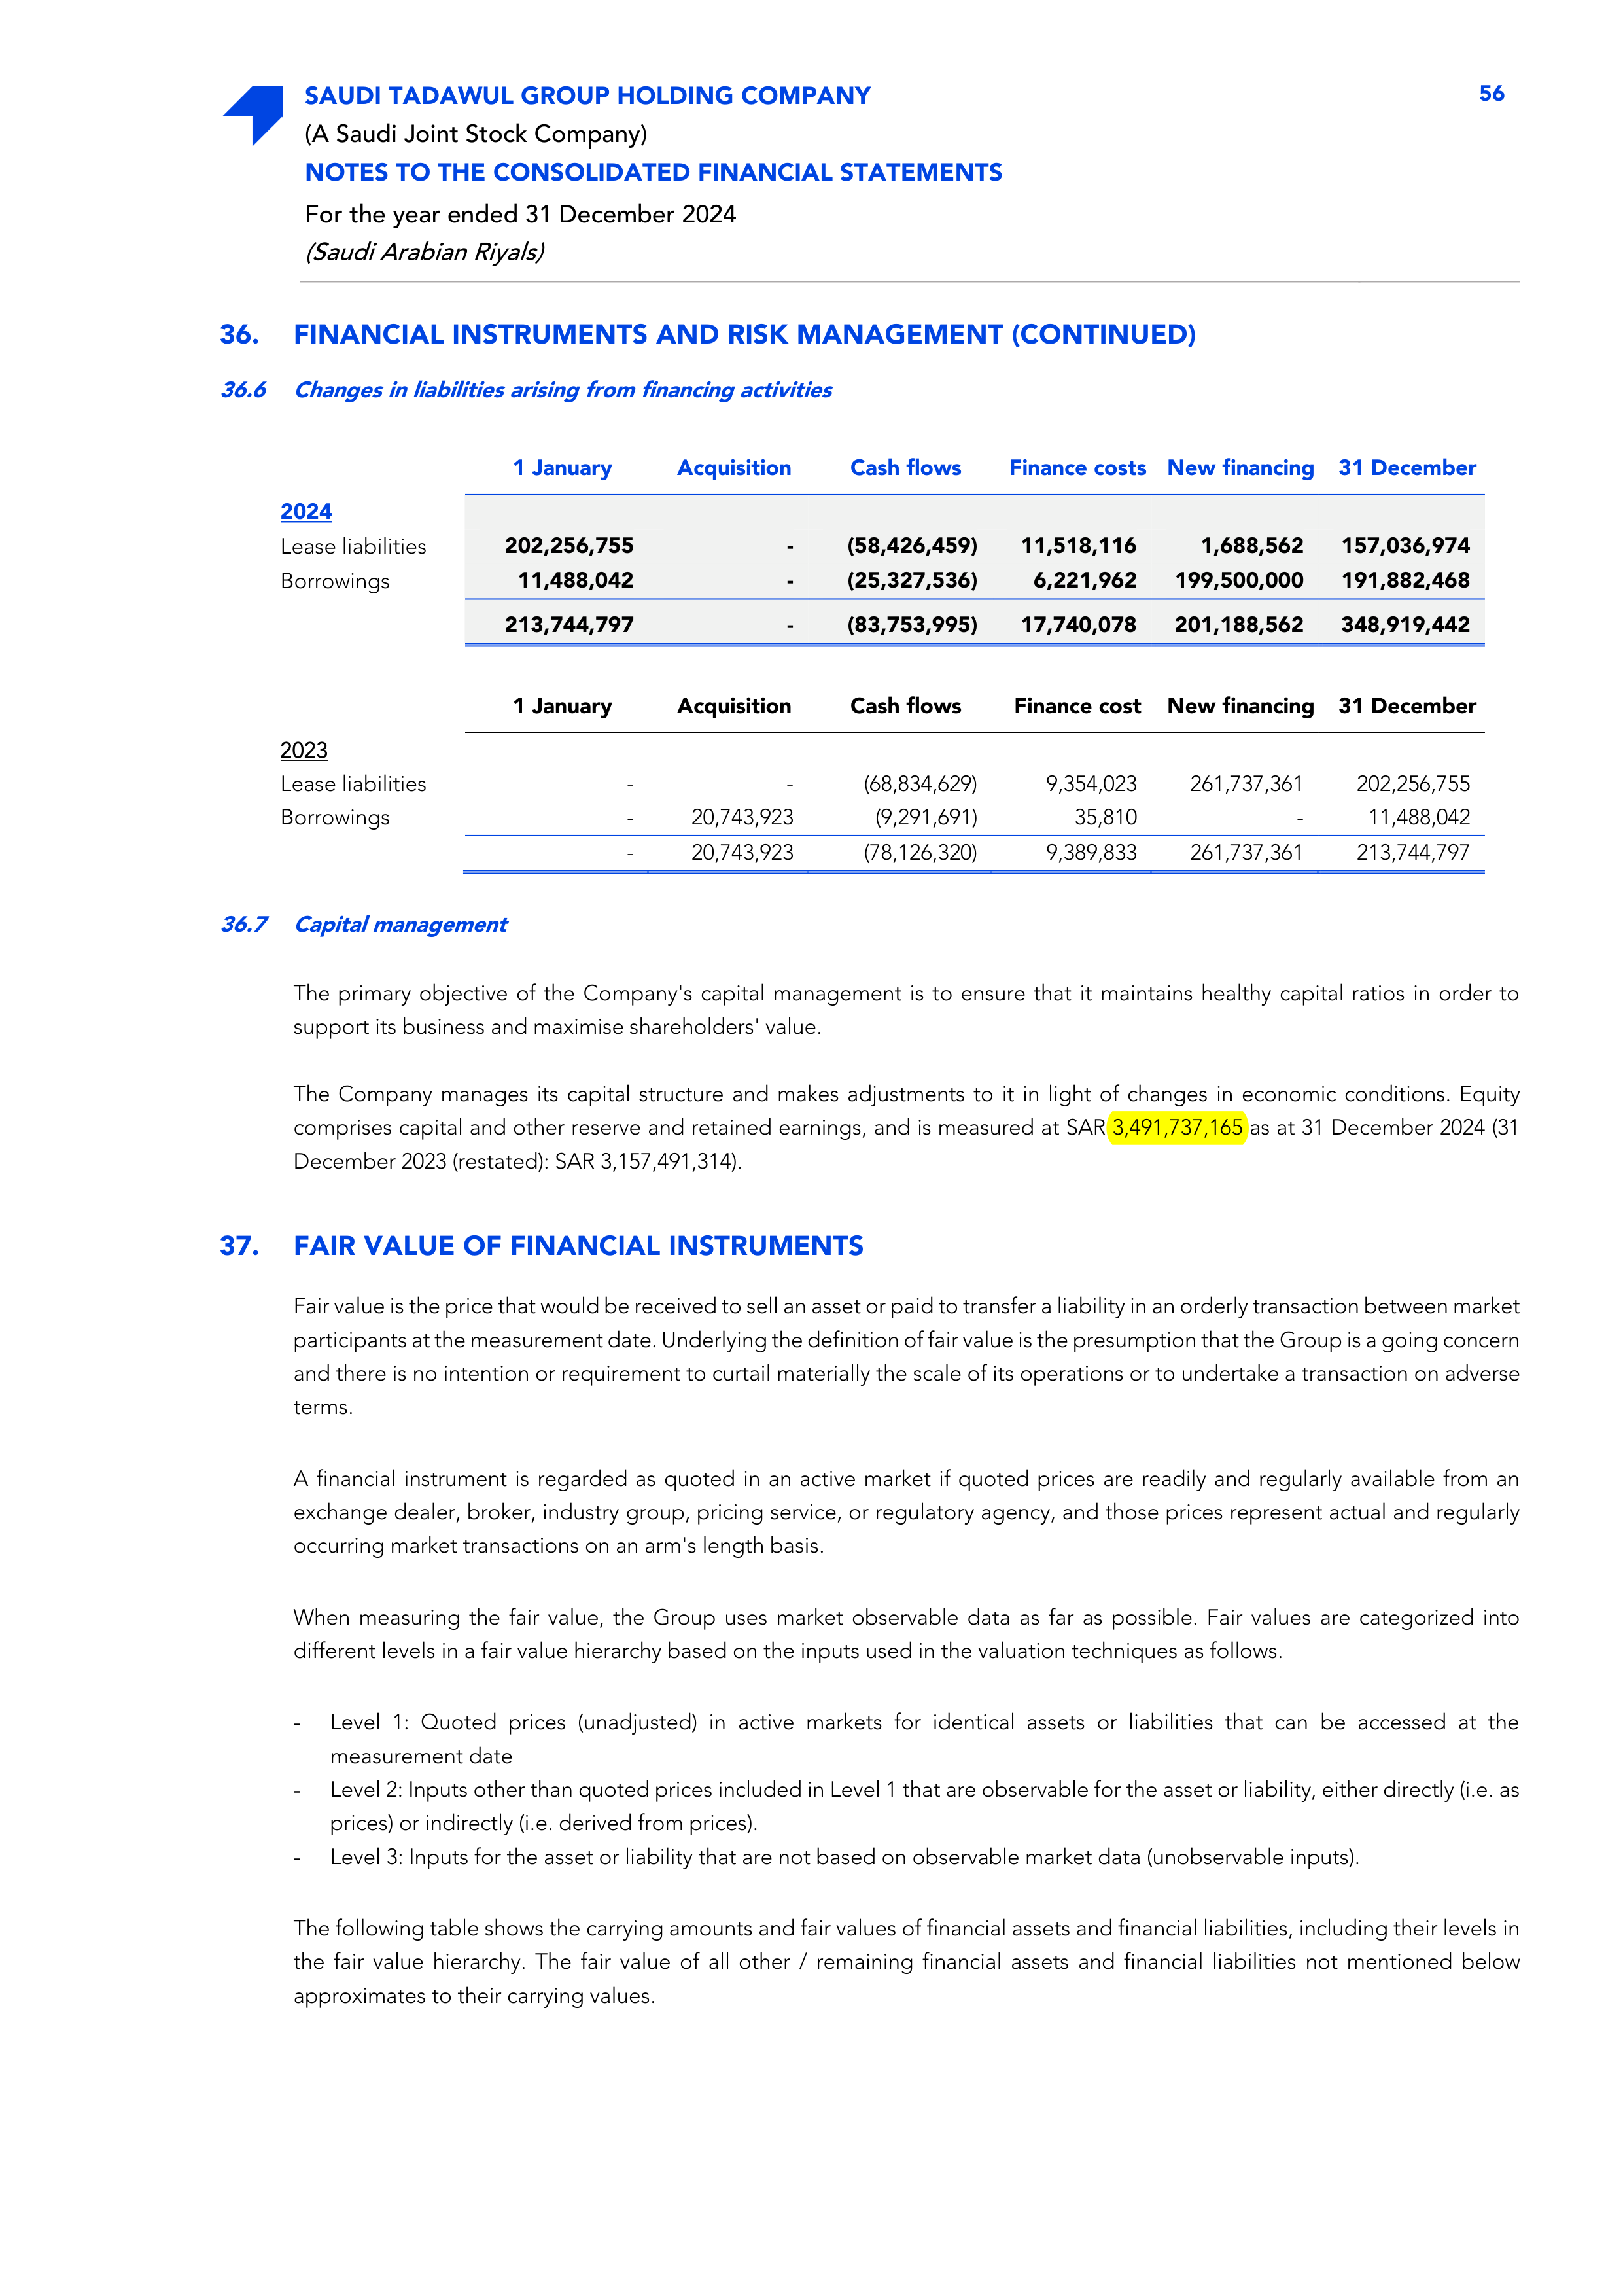 SAUDI TADAWUL GROUP HOLDING COMPANY 56
(A Saudi Joint Stock Company)
NOTES TO THE CONSOLIDATED FINANCIAL STATEMENTS
For the year ended 31 December 2024
(Saudi Arabian Riyals)
36. FINANCIAL INSTRUMENTS AND RISK MANAGEMENT (CONTINUED)
36.6 Changes in liabilities arising from financing activities
1 January Acquisition Cash flows Finance costs New financing 31 December
2024
Lease liabilities 202,256,755 - (58,426,459) 11,518,116 1,688,562 157,036,974
Borrowings 11,488,042 - (25,327,536) 6,221,962 199,500,000 191,882,468
213,744,797 - (83,753,995) 17,740,078 201,188,562 348,919,442
1 January Acquisition Cash flows Finance cost New financing 31 December
2023
Lease liabilities - - (68,834,629) 9,354,023 261,737,361 202,256,755
Borrowings - 20,743,923 (9,291,691) 35,810 - 11,488,042
- 20,743,923 (78,126,320) 9,389,833 261,737,361 213,744,797
36.7 Capital management
The primary objective of the Company's capital management is to ensure that it maintains healthy capital ratios in order to
support its business and maximise shareholders' value.
The Company manages its capital structure and makes adjustments to it in light of changes in economic conditions. Equity
comprises capital and other reserve and retained earnings, and is measured at SAR 3,491,737,165 as at 31 December 2024 (31
December 2023 (restated): SAR 3,157,491,314).
37. FAIR VALUE OF FINANCIAL INSTRUMENTS
Fair value is the price that would be received to sell an asset or paid to transfer a liability in an orderly transaction between market
participants at the measurement date. Underlying the definition of fair value is the presumption that the Group is a going concern
and there is no intention or requirement to curtail materially the scale of its operations or to undertake a transaction on adverse
terms.
A financial instrument is regarded as quoted in an active market if quoted prices are readily and regularly available from an
exchange dealer, broker, industry group, pricing service, or regulatory agency, and those prices represent actual and regularly
occurring market transactions on an arm's length basis.
When measuring the fair value, the Group uses market observable data as far as possible. Fair values are categorized into
different levels in a fair value hierarchy based on the inputs used in the valuation techniques as follows.
- Level 1: Quoted prices (unadjusted) in active markets for identical assets or liabilities that can be accessed at the
measurement date
- Level 2: Inputs other than quoted prices included in Level 1 that are observable for the asset or liability, either directly (i.e. as
prices) or indirectly (i.e. derived from prices).
- Level 3: Inputs for the asset or liability that are not based on observable market data (unobservable inputs).
The following table shows the carrying amounts and fair values of financial assets and financial liabilities, including their levels in
the fair value hierarchy. The fair value of all other / remaining financial assets and financial liabilities not mentioned below
approximates to their carrying values.